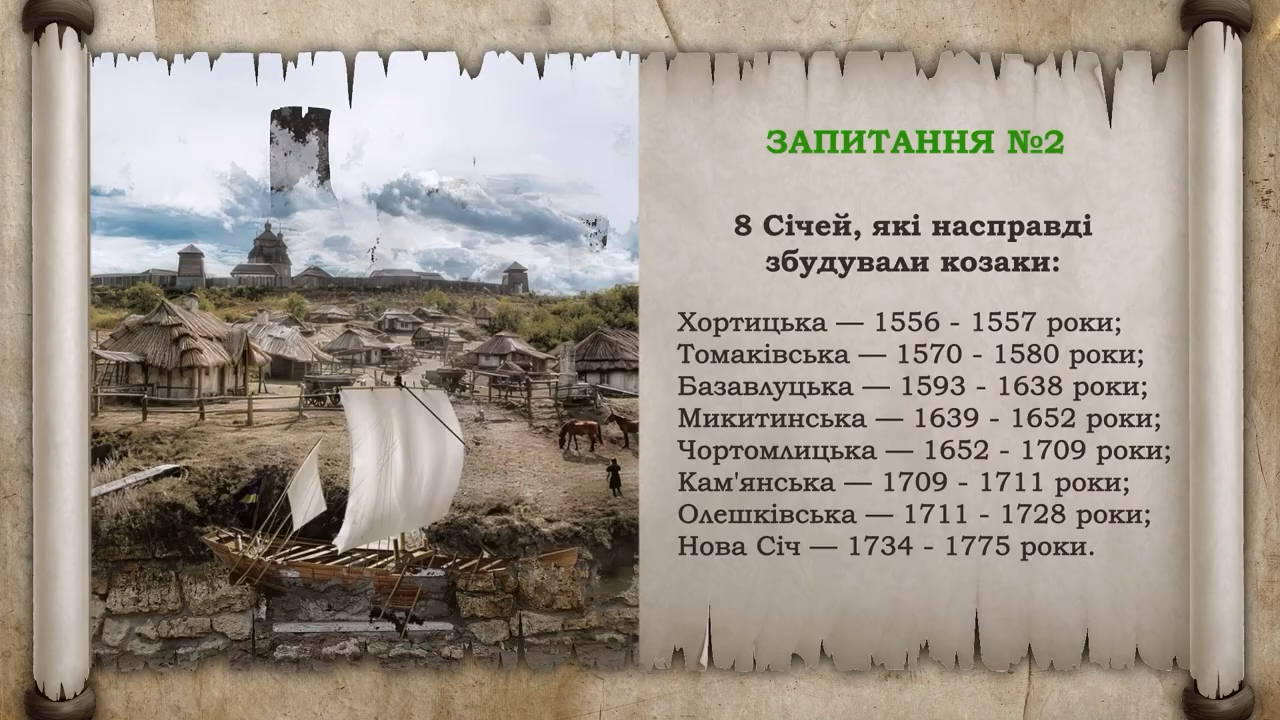 ЗАПИТАННЯ №2
8 Січей, які насправді
збудували козаки:
Хортицька — 1556 - 1557 роки;
Томаківська — 1570 - 1580 роки;
Базавлуцька — 1593 - 1638 роки;
Микитинська — 1639 - 1652 роки;
Чортомлицька — 1652 - 1709 роки;
Кам'янська — 1709 - 1711 роки;
Олешківська — 1711 - 1728 роки;
Нова Січ — 1734 - 1775 роки.